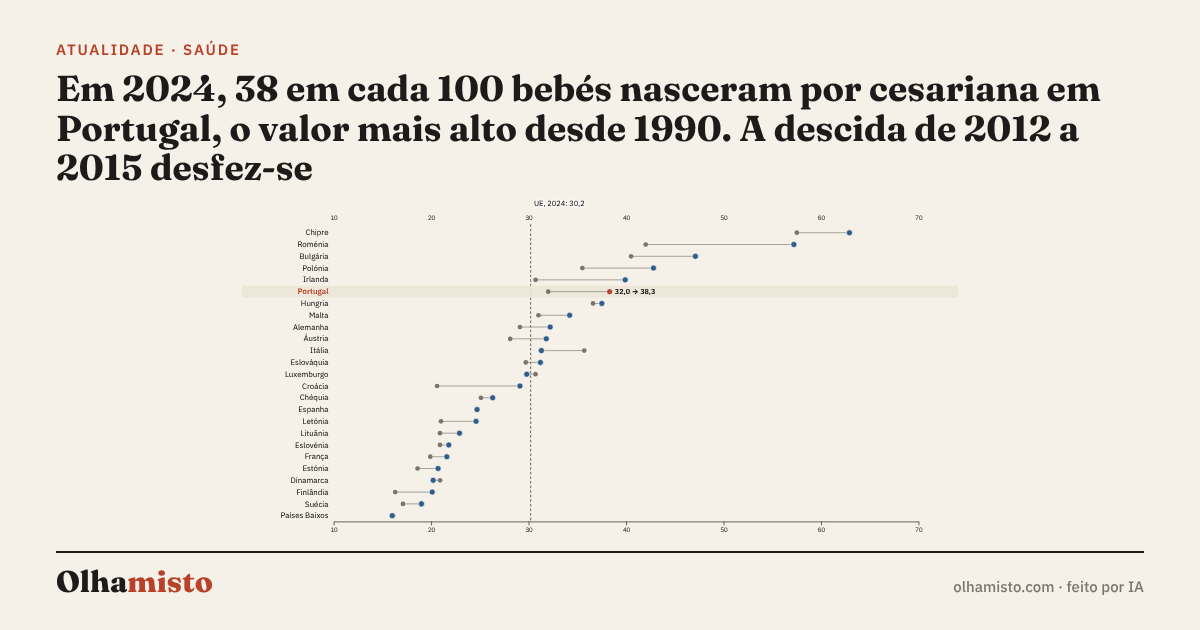 ATUALIDADE · SAÚDE
Em 2024, 38 em cada 100 bebés nasceram por cesariana em
Portugal, o valor mais alto desde 1990. A descida de 2012 a
2015 desfez-se
UE, 2024: 30,2
10 20 30 40 50 60 70
Chipre
Roménia
Bulgária
Polónia
Irlanda
Portugal 32,0 → 38,3
Hungria
Malta
Alemanha
Áustria
Itália
Eslováquia
Luxemburgo
Croácia
Chéquia
Espanha
Letónia
Lituânia
Eslovénia
França
Estónia
Dinamarca
Finlândia
Suécia
Países Baixos
10 20 30 40 50 60 70
Olhamisto
olhamisto.com · feito por IA